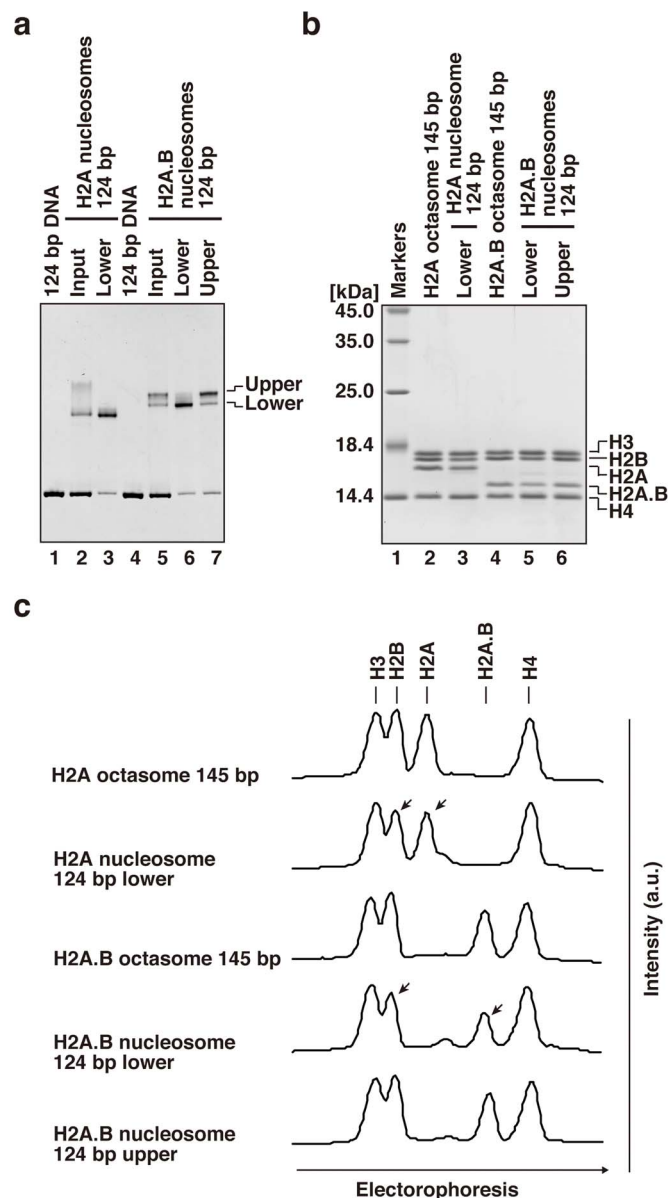 a
124 bp DNA
H2A nucleosomes
124 bp
Input
Lower
124 bp DNA
H2A.B
nucleosomes
124 bp
Input
Lower
Upper
Upper
Lower
1 2 3 4 5 6 7
b
[kDa]
Markers
H2A octasome 145 bp
H2A nucleosome
124 bp
Lower
H2A.B octasome 145 bp
H2A.B
nucleosomes
124 bp
Lower
Upper
45.0
35.0
25.0
18.4
14.4
H3
H2B
H2A
H2A.B
H4
1 2 3 4 5 6
c
H3
H2B
H2A
H2A.B
H4
H2A octasome 145 bp
H2A nucleosome
124 bp lower
H2A.B octasome 145 bp
H2A.B nucleosome
124 bp lower
H2A.B nucleosome
124 bp upper
Intensity (a.u.)
Electorophoresis